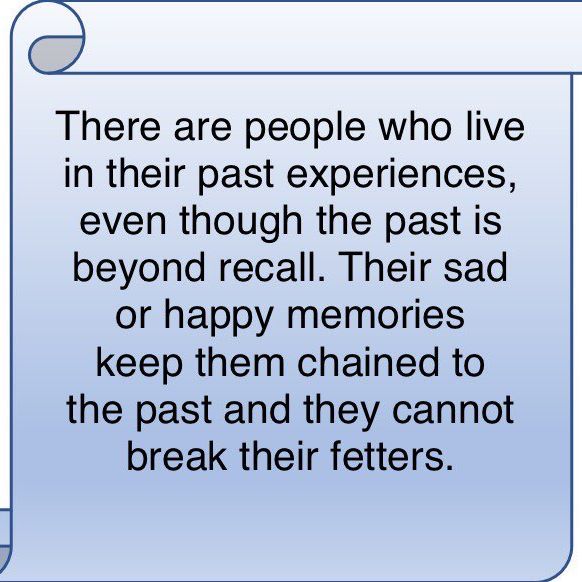 There are people who live
in their past experiences,
even though the past is
beyond recall. Their sad
or happy memories
keep them chained to
the past and they cannot
break their fetters.